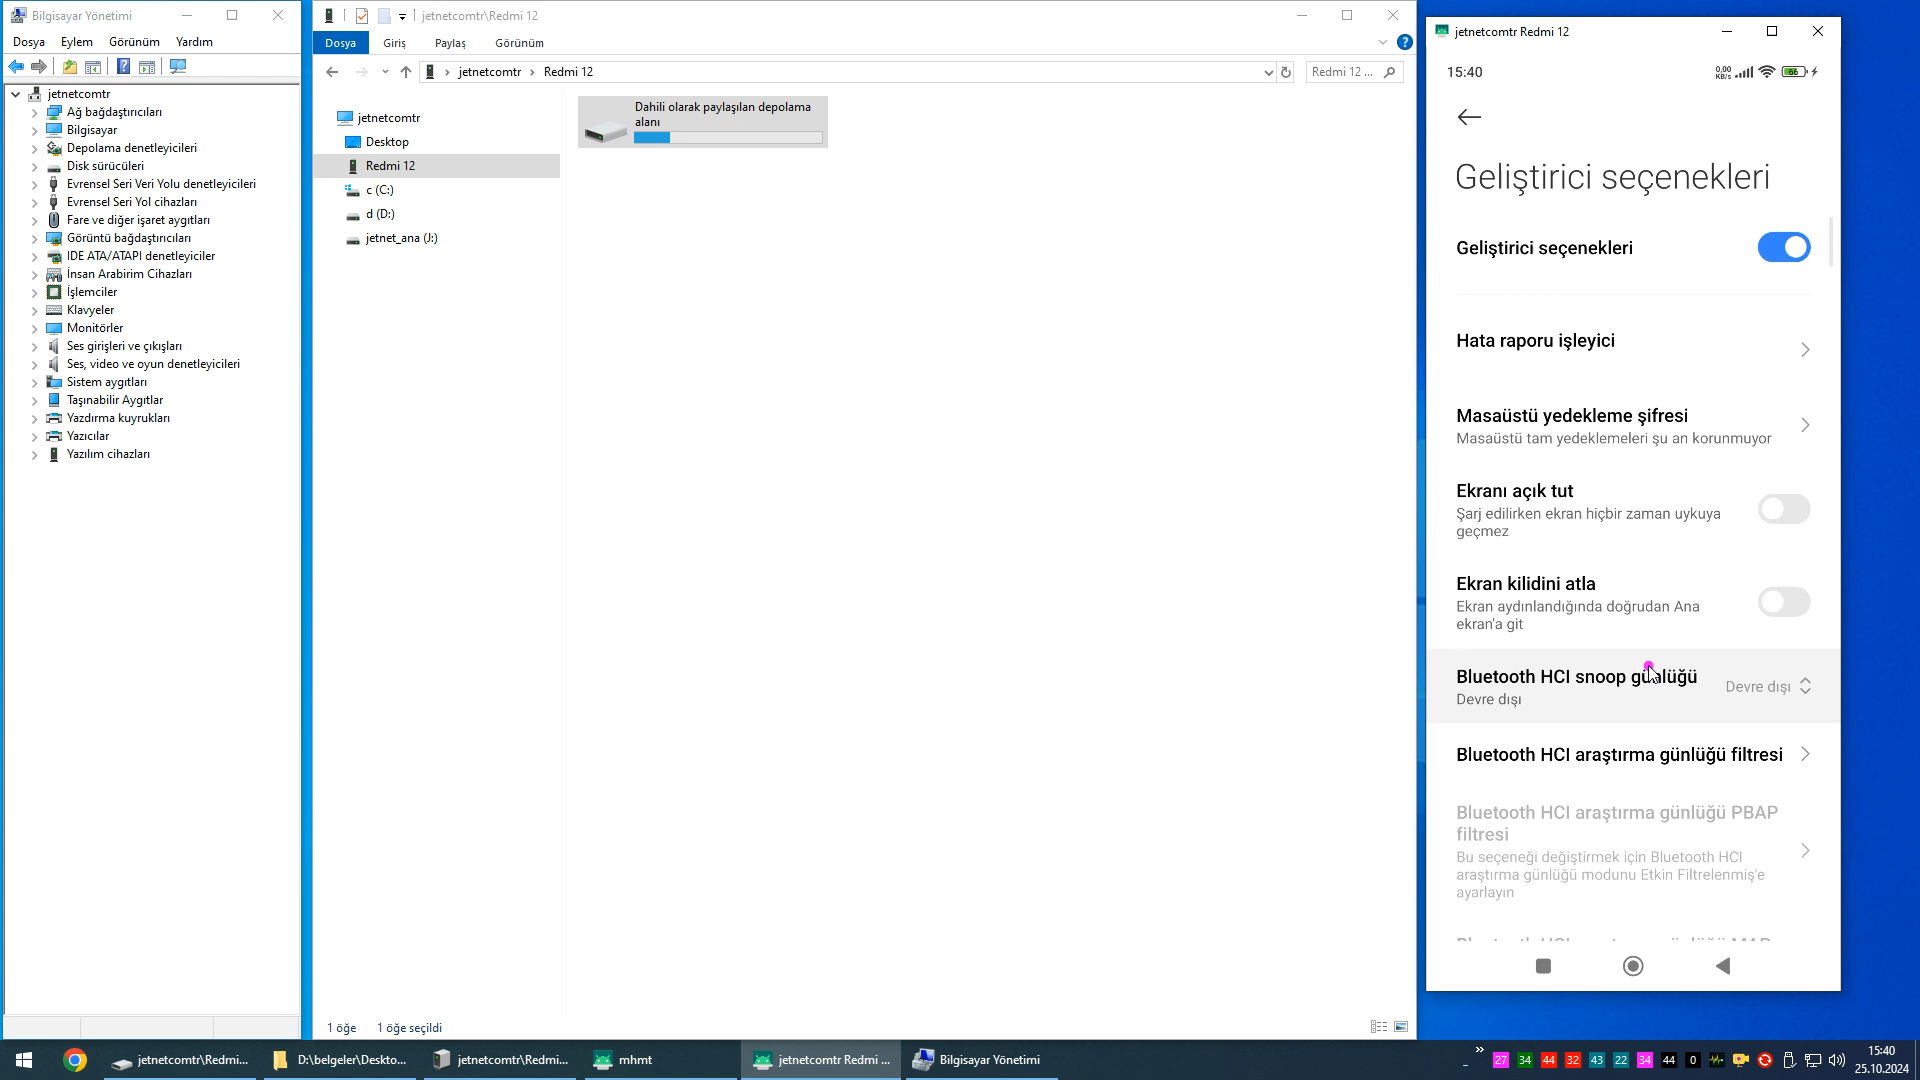 Bilgisayar Yönetimi
Dosya Eylem Görünüm Yardım
jetnetcomtr
Ağ bağdaştırıcıları
Bilgisayar
Depolama denetleyicileri
Disk sürücüleri
Evrensel Seri Veri Yolu denetleyicileri
Evrensel Seri Yol cihazları
Fare ve diğer işaret aygıtları
Görüntü bağdaştırıcıları
IDE ATA/ATAPI denetleyiciler
İnsan Arabirim Cihazları
İşlemciler
Klavyeler
Monitörler
Ses girişleri ve çıkışları
Ses, video ve oyun denetleyicileri
Sistem aygıtları
Taşınabilir Aygıtlar
Yazdırma kuyrukları
Yazıcılar
Yazılım cihazları
jetnetcomtr\Redmi 12
Dosya Giriş Paylaş Görünüm
jetnetcomtr > Redmi 12
Redmi 12 ...
jetnetcomtr
Desktop
Redmi 12
c (C:)
d (D:)
jetnet_ana (J:)
Dahili olarak paylaşılan depolama
alanı
1 öğe 1 öğe seçildi
jetnetcomtr Redmi 12
15:40
0,00
KB/s
66
Geliştirici seçenekleri
Geliştirici seçenekleri
Hata raporu işleyici
Masaüstü yedekleme şifresi
Masaüstü tam yedeklemeleri şu an korunmuyor
Ekranı açık tut
Şarj edilirken ekran hiçbir zaman uykuya
geçmez
Ekran kilidini atla
Ekran aydınlandığında doğrudan Ana
ekran'a git
Bluetooth HCI snoop günlüğü
Devre dışı
Devre dışı
Bluetooth HCI araştırma günlüğü filtresi
Bluetooth HCI araştırma günlüğü PBAP
filtresi
Bu seçeneği değiştirmek için Bluetooth HCI
araştırma günlüğü modunu Etkin Filtrelenmiş'e
ayarlayın
jetnetcomtr\Redmi...
D:\belgeler\Deskto...
jetnetcomtr\Redmi...
mhmt
jetnetcomtr Redmi ...
Bilgisayar Yönetimi
27 34 44 32 43 22 34 44 0
15:40
25.10.2024